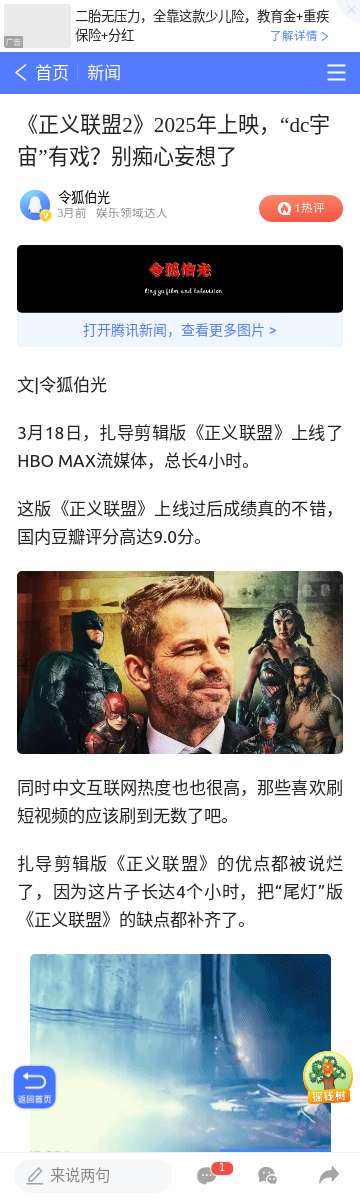 二胎无压力，全靠这款少儿险，教育金+重疾
保险+分红
了解详情 >
广告
首页 | 新闻
《正义联盟2》2025年上映，“dc宇
宙”有戏？别痴心妄想了
令狐伯光
3月前 娱乐领域达人
1热评
令狐伯光
ling yu film and television
打开腾讯新闻，查看更多图片 >
文|令狐伯光
3月18日，扎导剪辑版《正义联盟》上线了
HBO MAX流媒体，总长4小时。
这版《正义联盟》上线过后成绩真的不错，
国内豆瓣评分高达9.0分。
同时中文互联网热度也也很高，那些喜欢刷
短视频的应该刷到无数了吧。
扎导剪辑版《正义联盟》的优点都被说烂
了，因为这片子长达4个小时，把“尾灯”版
《正义联盟》的缺点都补齐了。
返回首页
摇钱树
来说两句
1